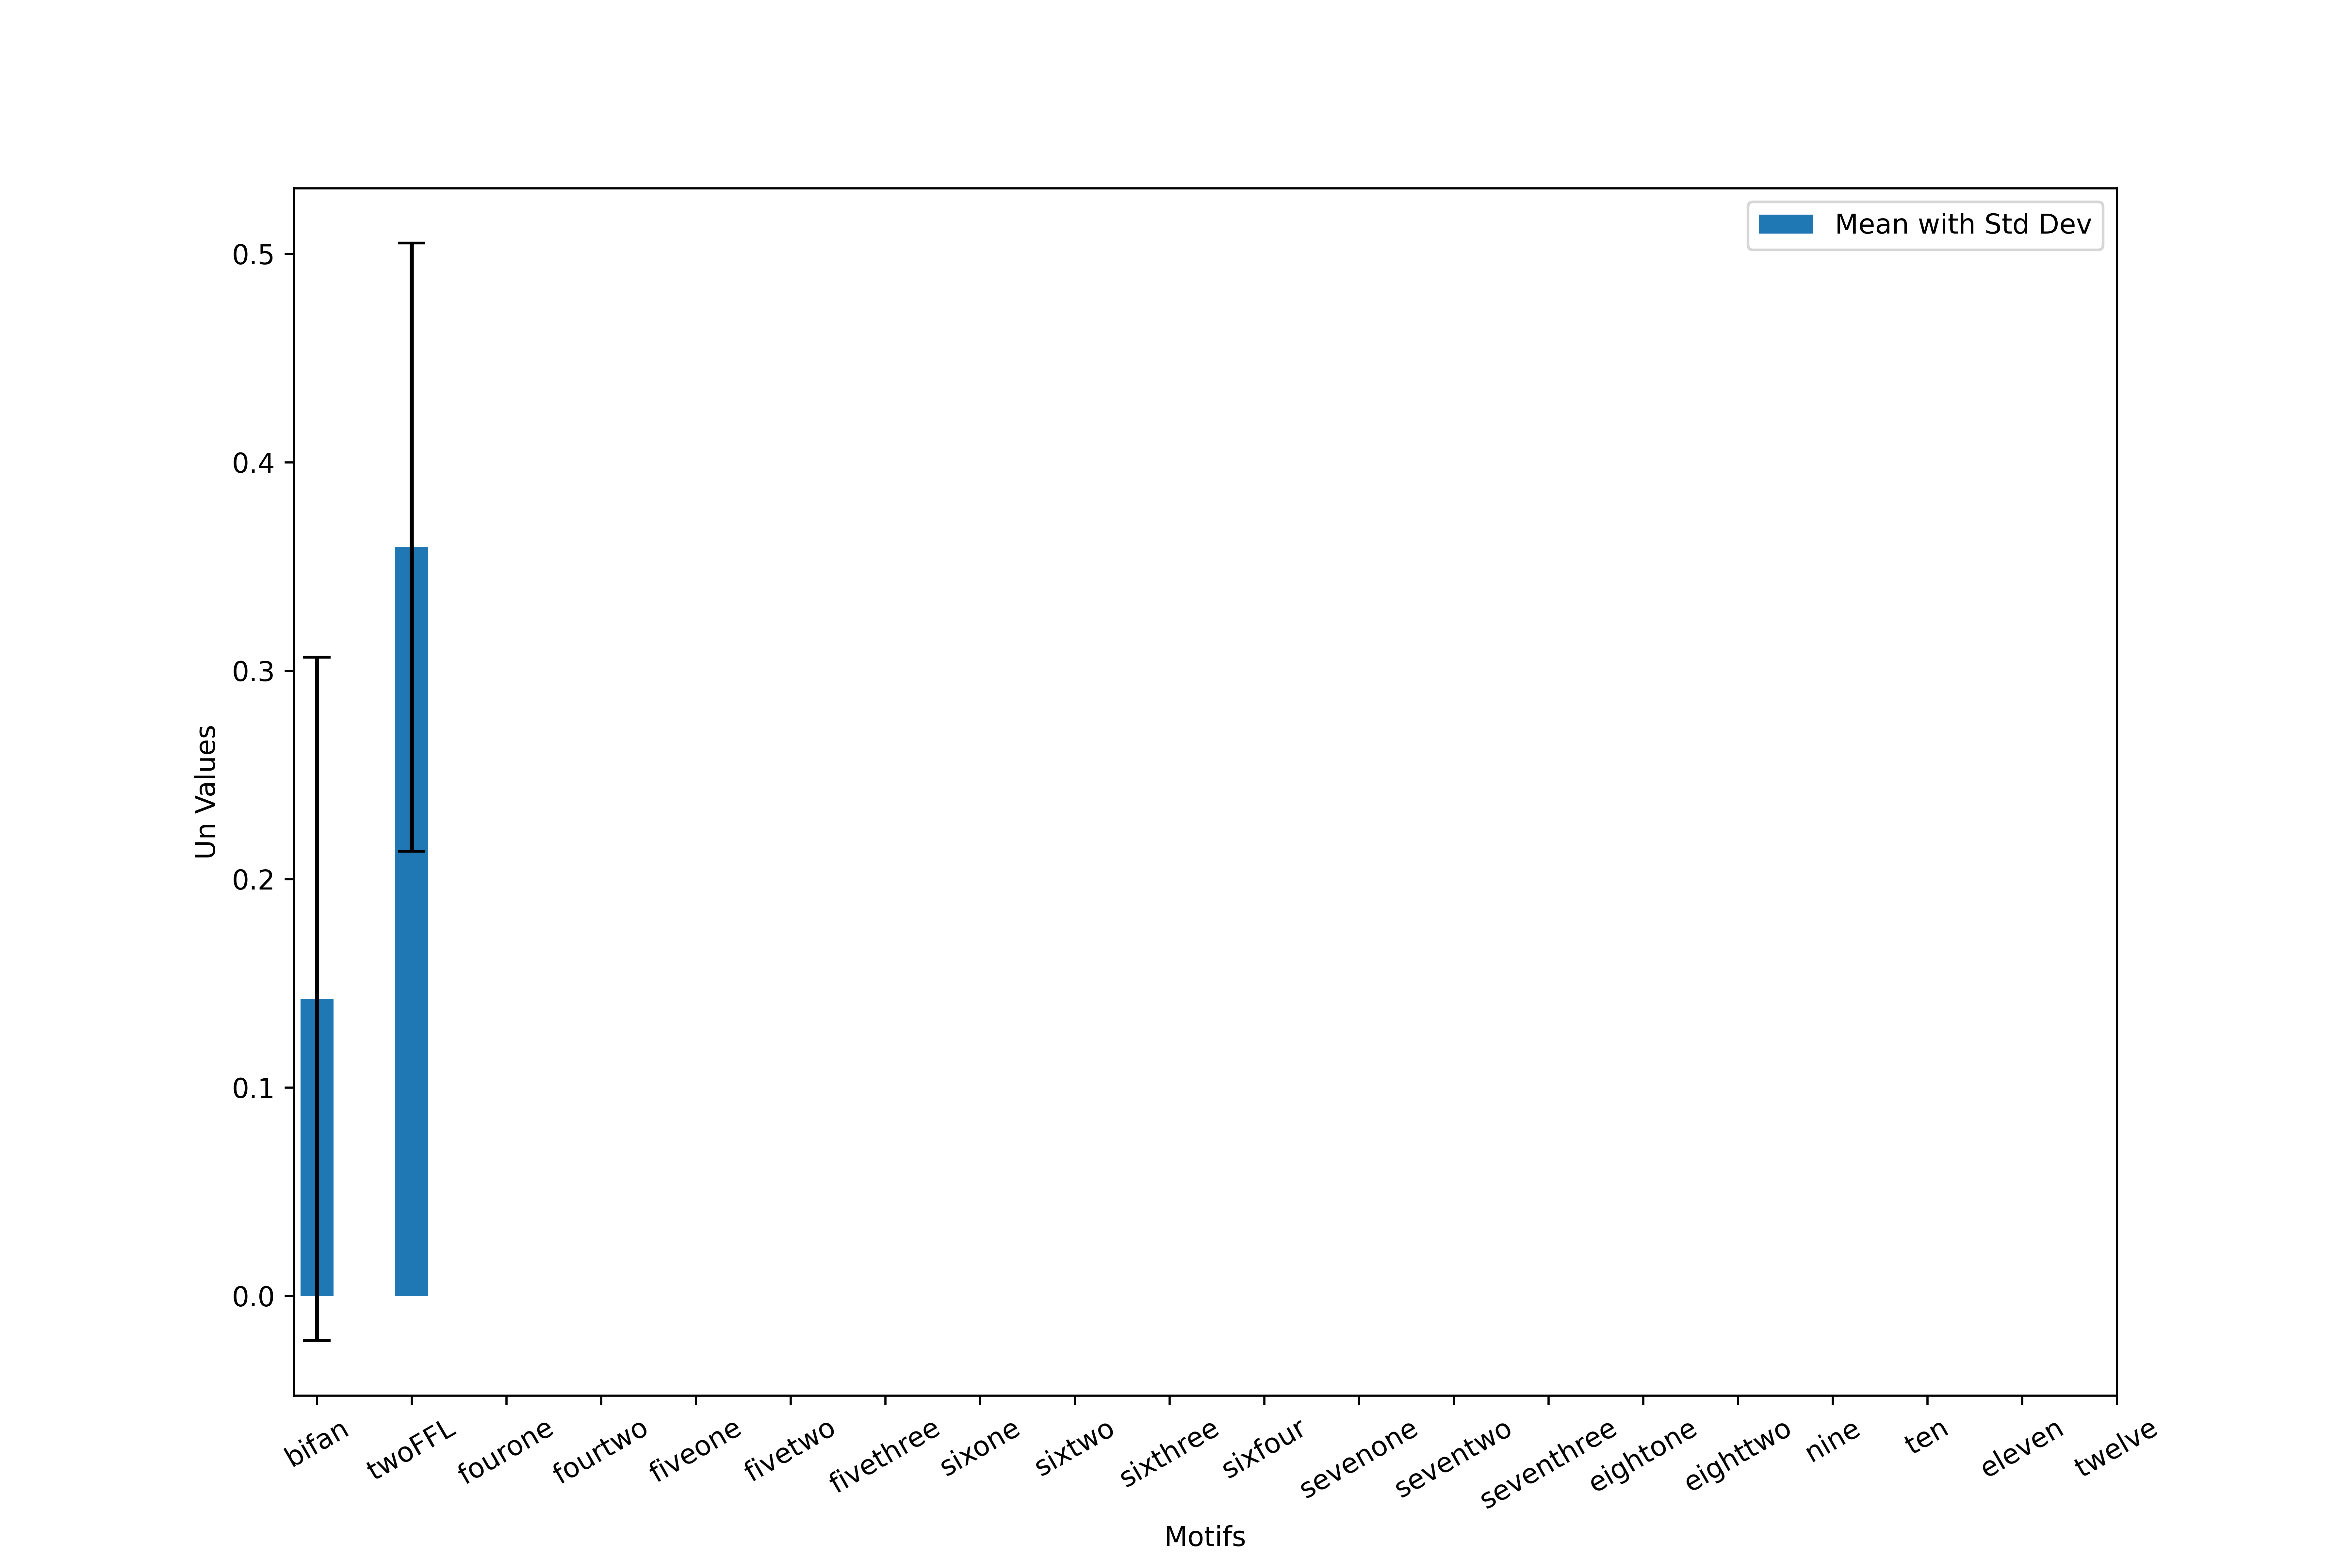 Mean with Std Dev
0.5
0.4
0.3
0.2
0.1
0.0
Un Values
bifan
twoFFL
fourone
fourtwo
fiveone
fivetwo
fivethree
sixone
sixtwo
sixthree
sixfour
sevenone
seventwo
seventhree
eightone
eighttwo
nine
ten
eleven
twelve
Motifs